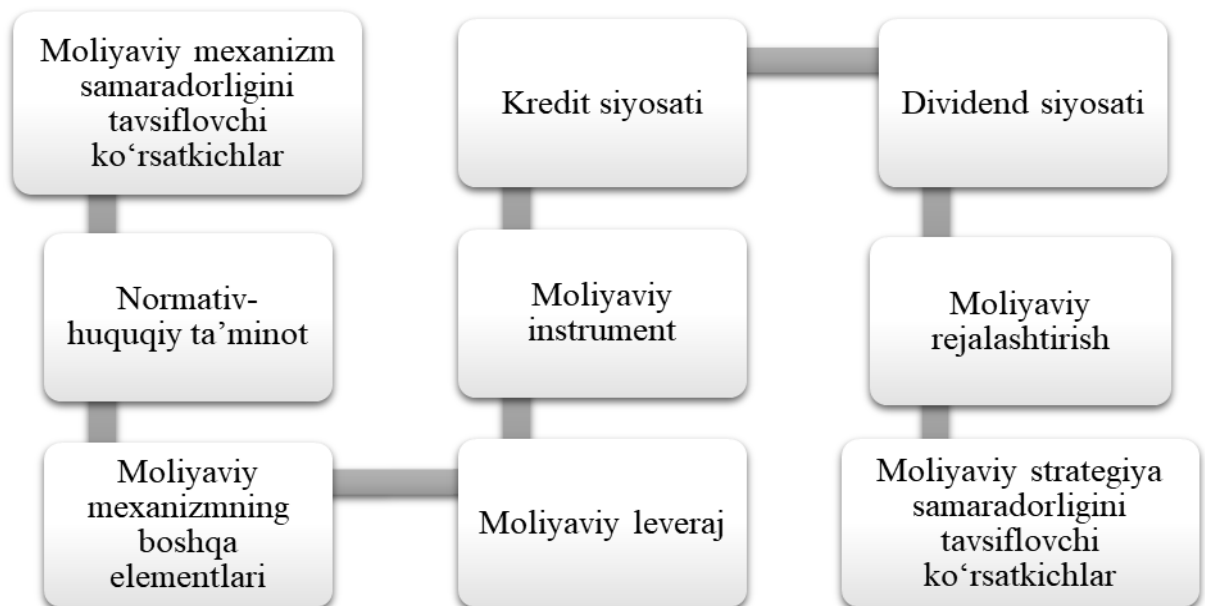 Moliyaviy mexanizm
samaradorligini
tavsiflovchi
ko‘rsatkichlar
Normativ-
huquqiy ta’minot
Moliyaviy
mexanizmning
boshqa
elementlari
Moliyaviy leveraj
Moliyaviy
instrument
Kredit siyosati
Dividend siyosati
Moliyaviy
rejalashtirish
Moliyaviy strategiya
samaradorligini
tavsiflovchi
ko‘rsatkichlar